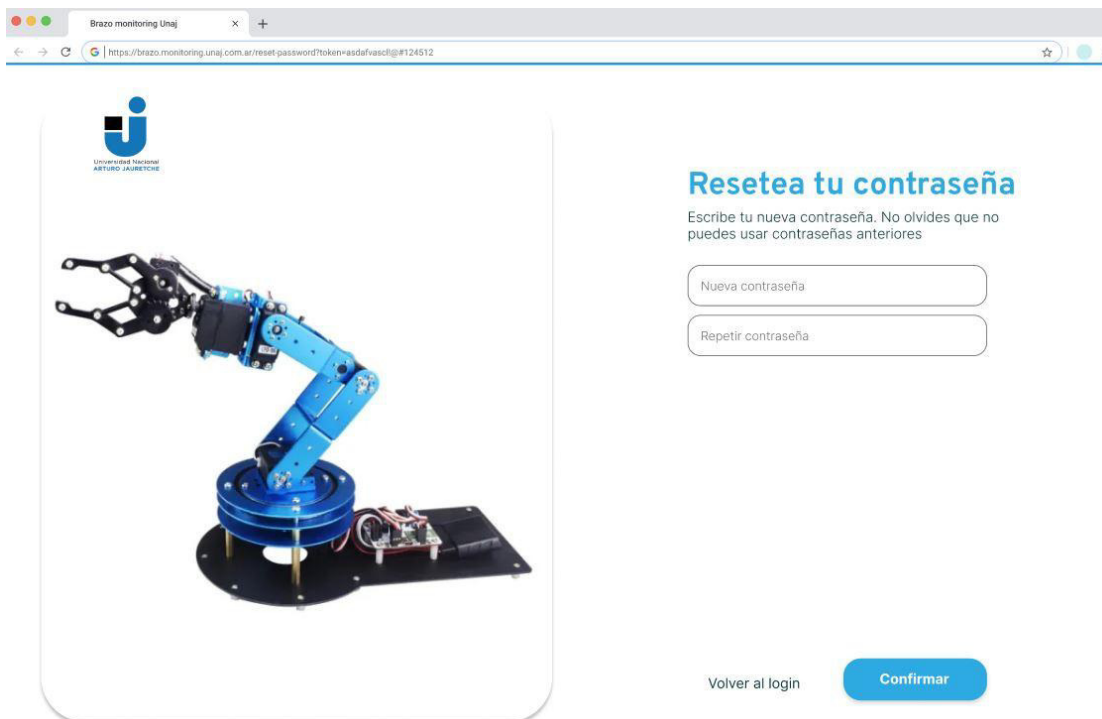 Brazo monitoring Unaj
https://brazo.monitoring.unaj.com.ar/reset-password?token=asdafvascll@#124512
Universidad Nacional
ARTURO JAURETCHE
Resetea tu contraseña
Escribe tu nueva contraseña. No olvides que no
puedes usar contraseñas anteriores
Nueva contraseña
Repetir contraseña
Volver al login
Confirmar